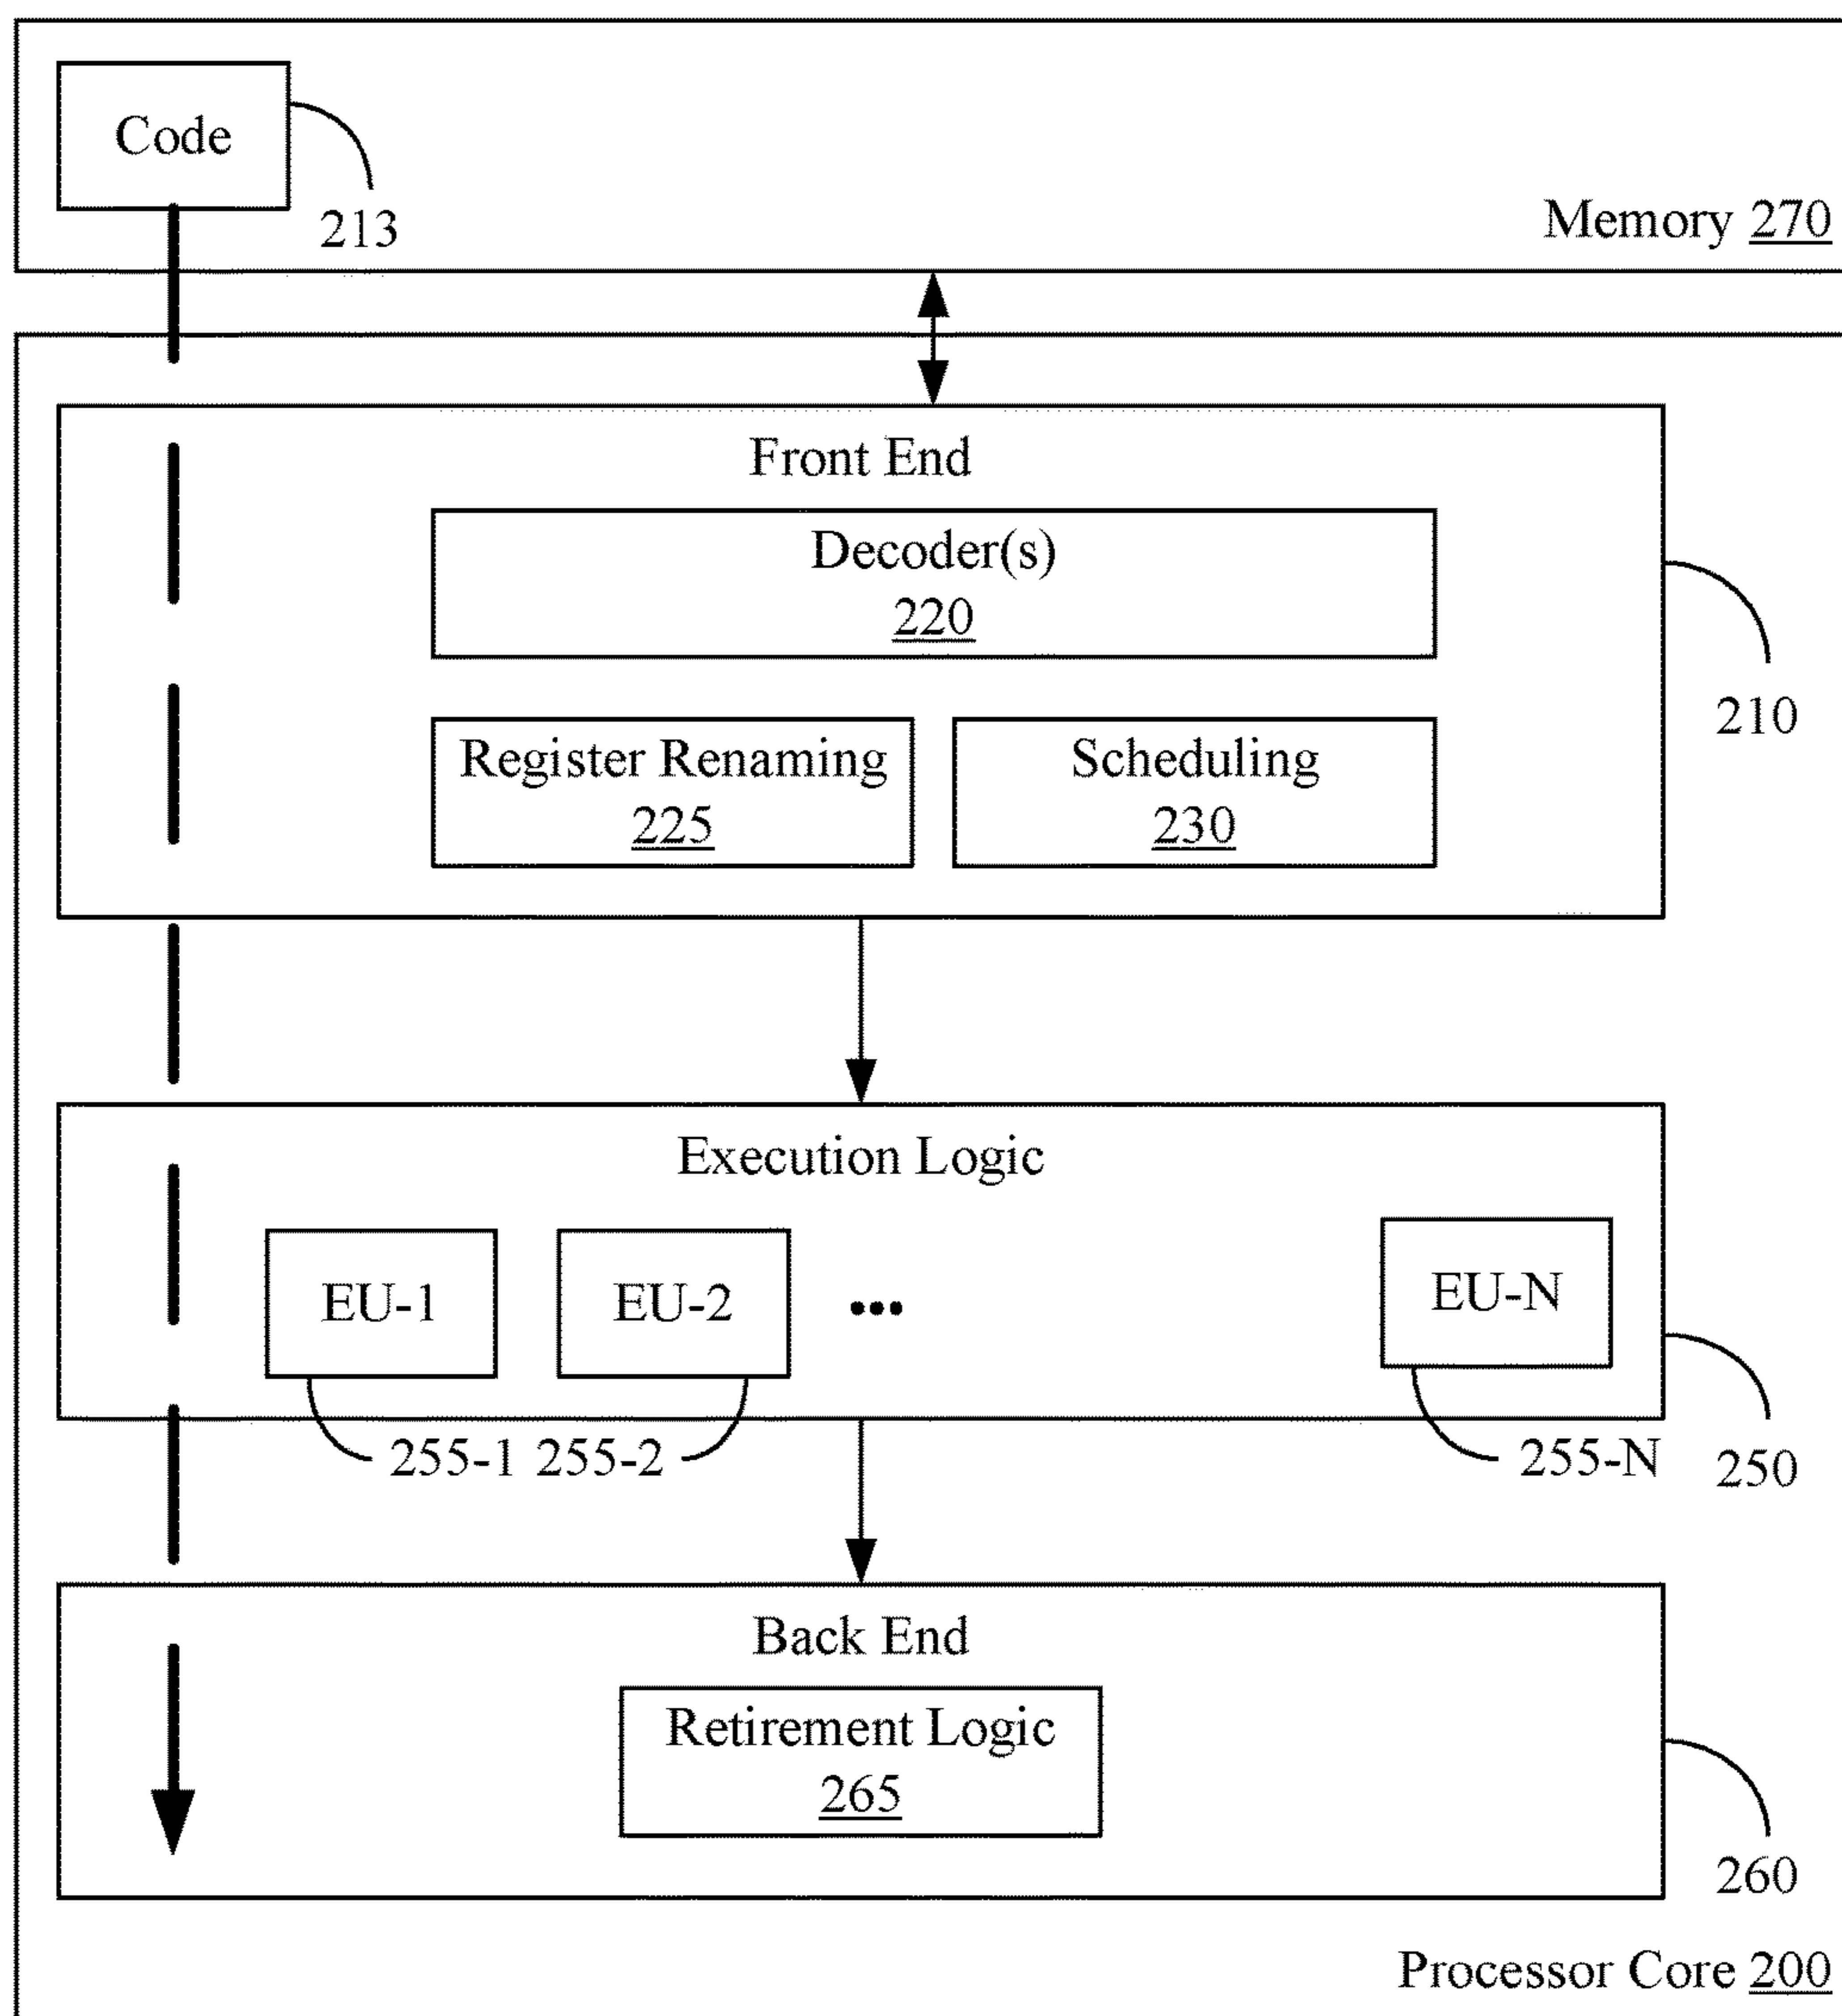 Code
213
Memory 270
Front End
Decoder(s)
220
210
Register Renaming
225
Scheduling
230
Execution Logic
EU-1
EU-2
...
EU-N
255-1
255-2
255-N
250
Back End
Retirement Logic
265
260
Processor Core 200